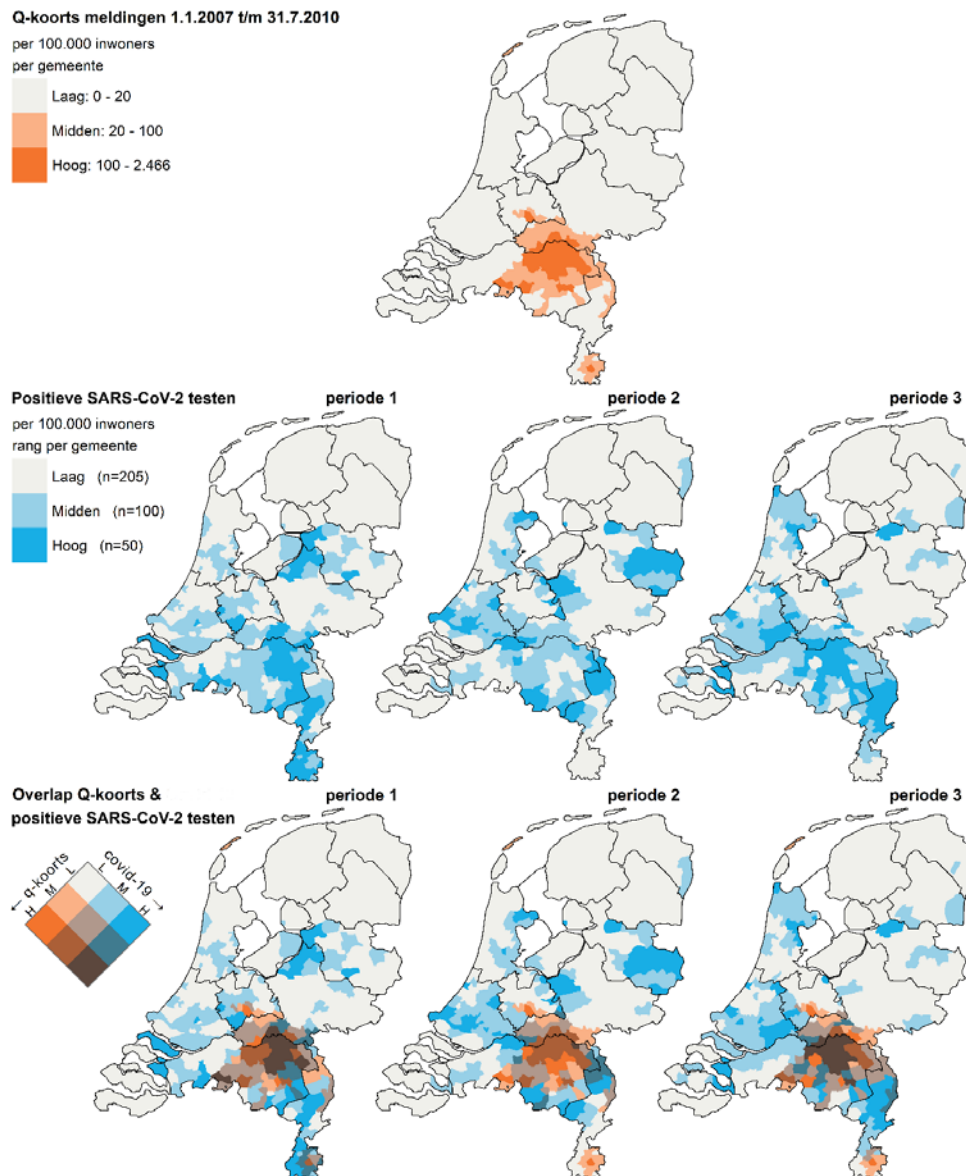 Q-koorts meldingen 1.1.2007 t/m 31.7.2010
per 100.000 inwoners
per gemeente
Laag: 0 - 20
Midden: 20 - 100
Hoog: 100 - 2.466
Positieve SARS-CoV-2 testen
periode 1
periode 2
periode 3
per 100.000 inwoners
rang per gemeente
Laag (n=205)
Midden (n=100)
Hoog (n=50)
Overlap Q-koorts &
positieve SARS-CoV-2 testen
periode 1
periode 2
periode 3
← q-koorts
covid-19 →
H M L
L M H